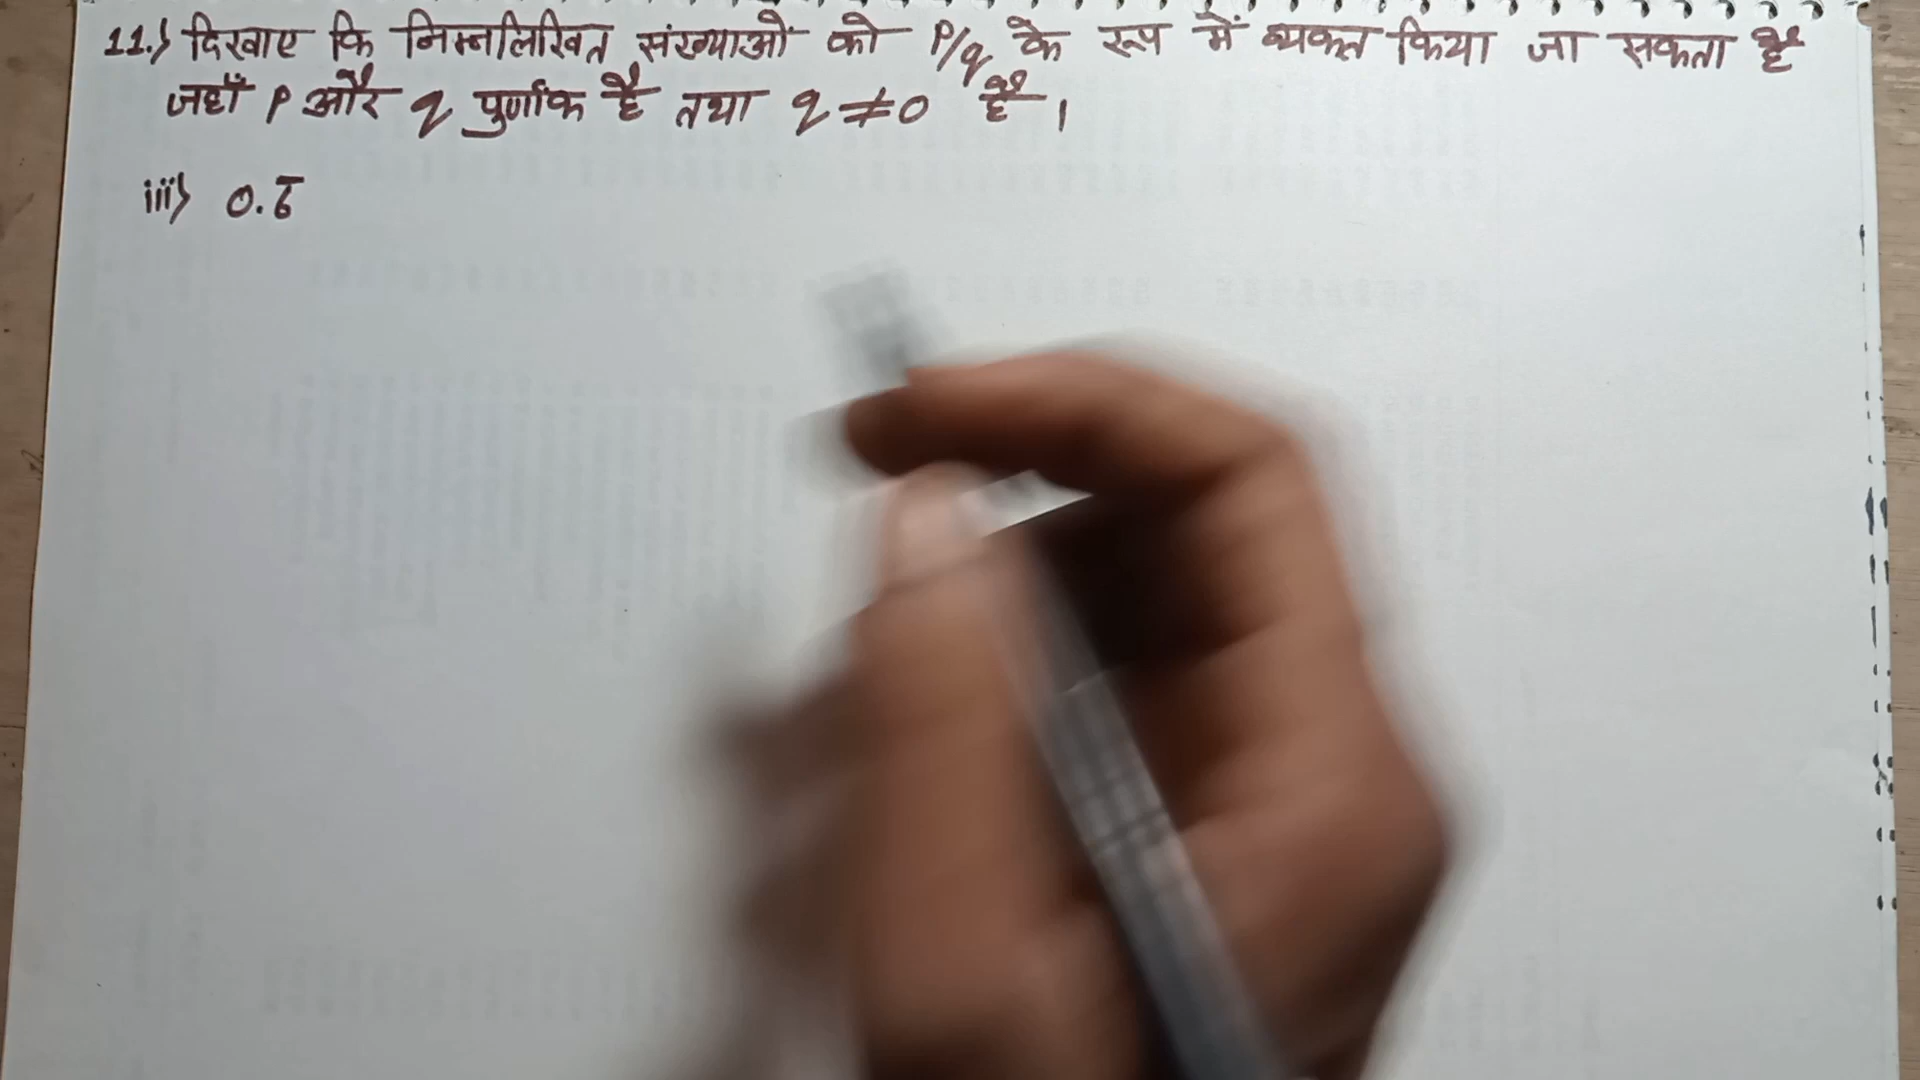 11.) दिखाए कि निम्नलिखित संख्याओं को P/q के रूप में व्यक्त किया जा सकता है
जहाँ P और q पुर्णाक है तथा q ≠ 0 है ।
iii) 0.6̅